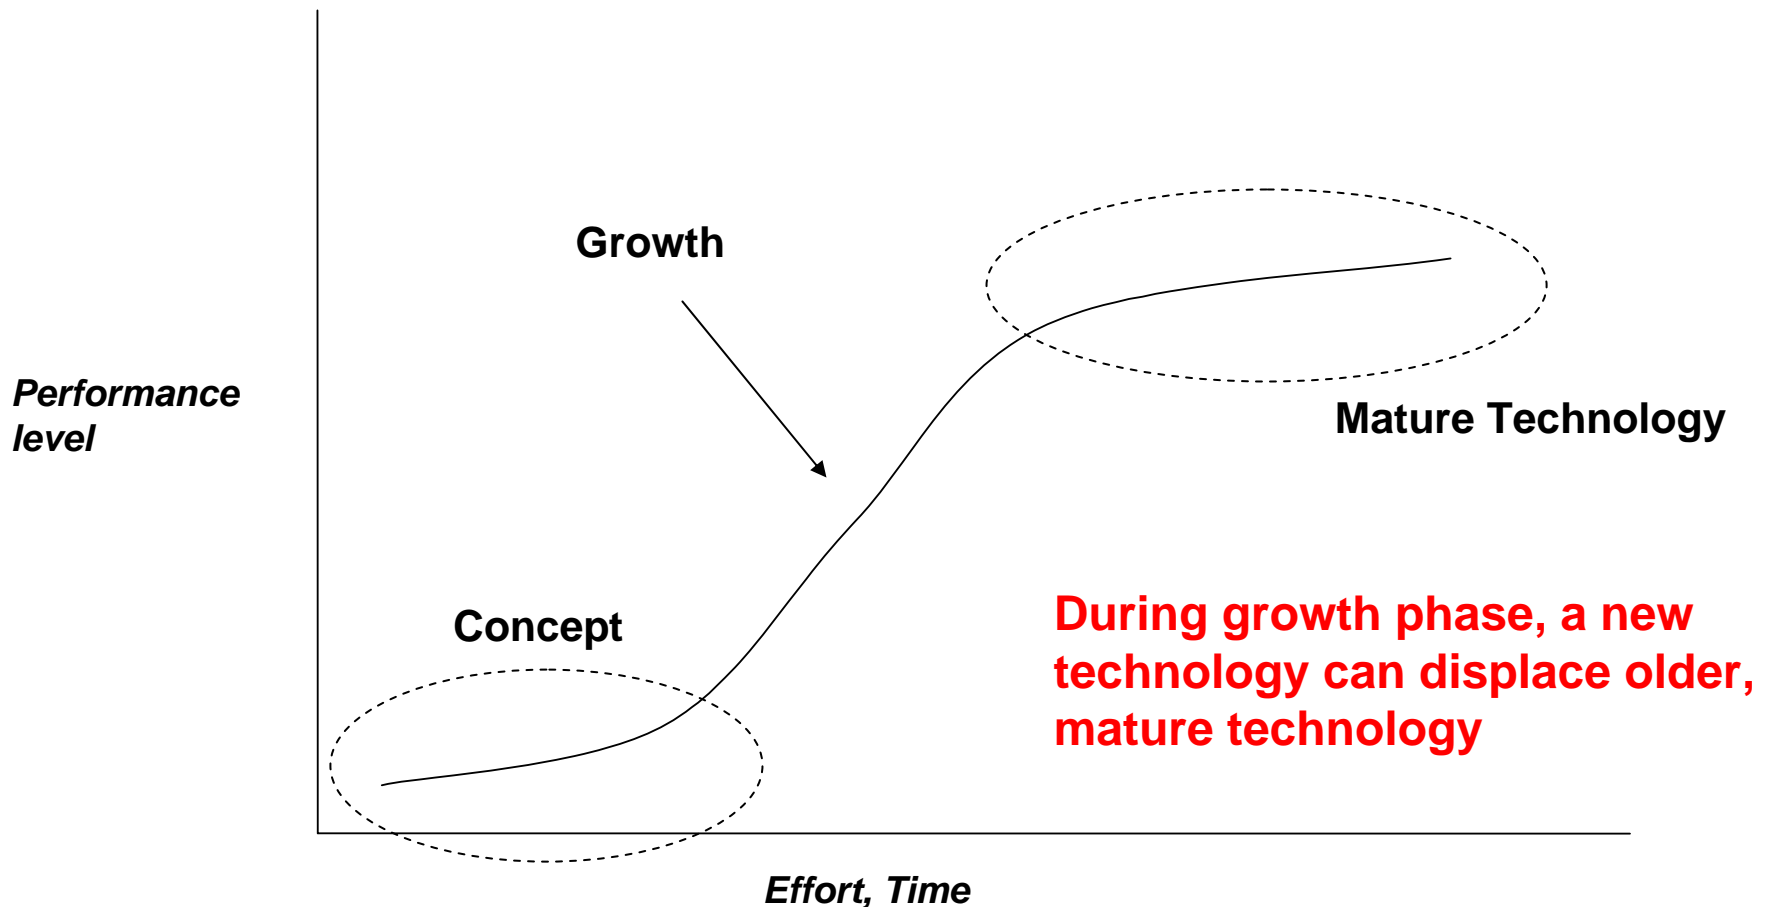 Growth
Performance
level
Mature Technology
Concept
During growth phase, a new
technology can displace older,
mature technology
Effort, Time